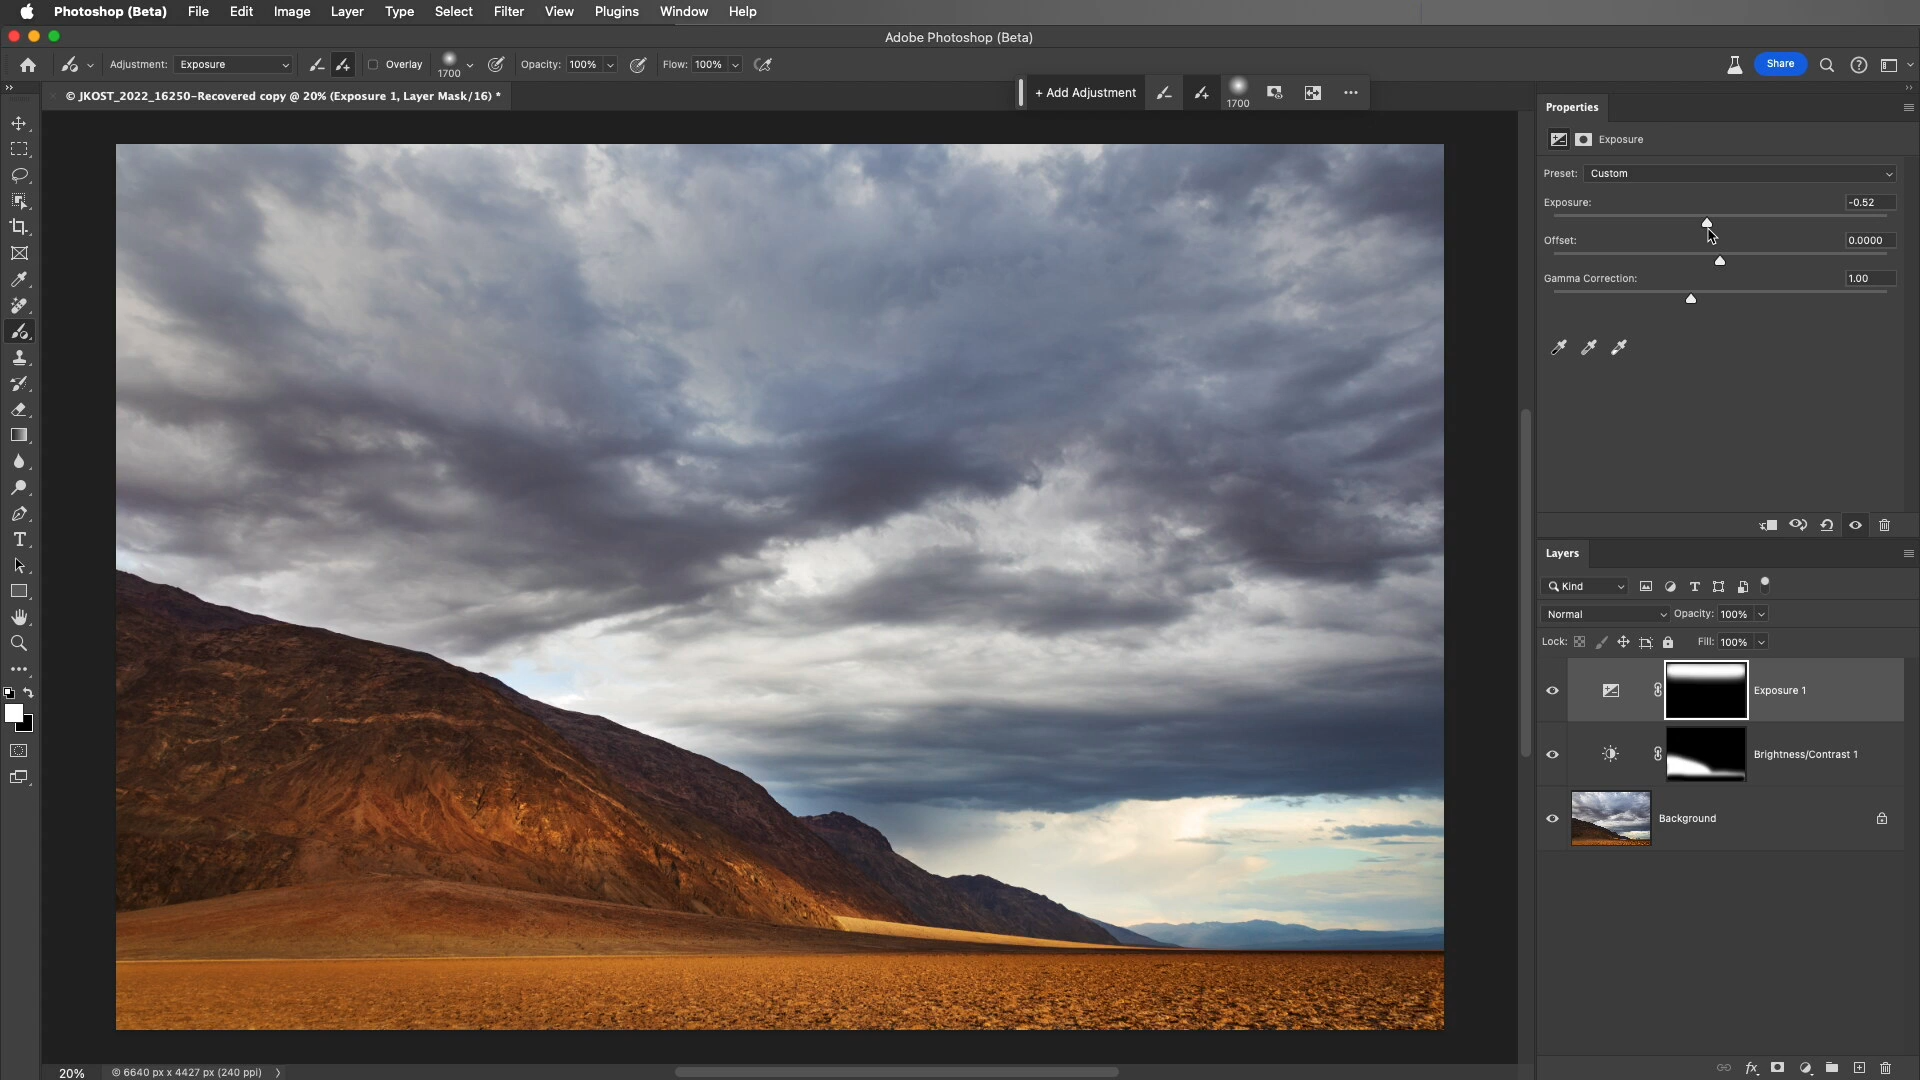 Photoshop (Beta) File Edit Image Layer Type Select Filter View Plugins Window Help
Adobe Photoshop (Beta)
Adjustment: Exposure Overlay 1700 Opacity: 100% Flow: 100% Share
© JKOST_2022_16250-Recovered copy @ 20% (Exposure 1, Layer Mask/16) *
+ Add Adjustment 1700
Properties
Exposure
Preset: Custom
Exposure: -0.52
Offset: 0.0000
Gamma Correction: 1.00
Layers
Kind
Normal Opacity: 100%
Lock: Fill: 100%
Exposure 1
Brightness/Contrast 1
Background
20% © 6640 px x 4427 px (240 ppi)